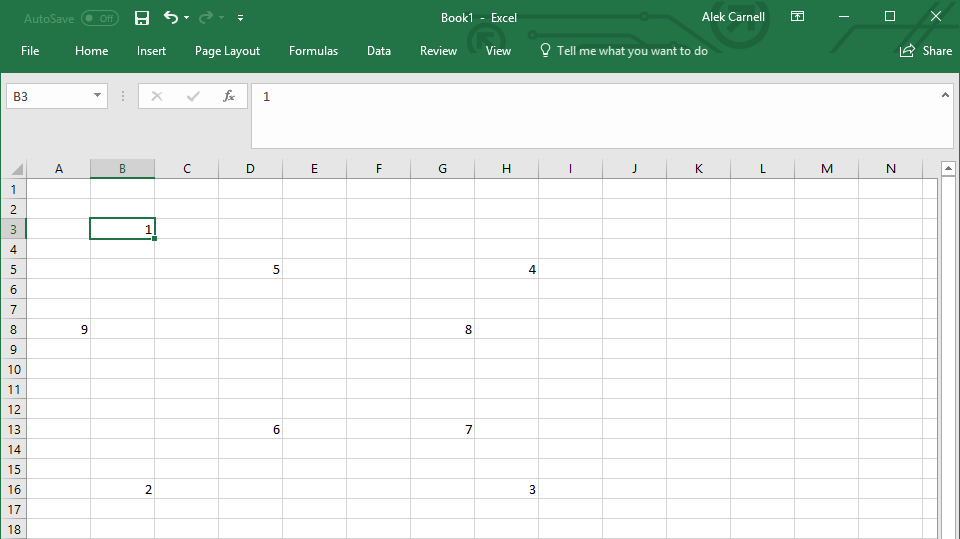 AutoSave Off Book1 - Excel Alek Carnell
File Home Insert Page Layout Formulas Data Review View Tell me what you want to do Share
B3 fx 1
A B C D E F G H I J K L M N
1
2
3 1
4
5 5 4
6
7
8 9 8
9
10
11
12
13 6 7
14
15
16 2 3
17
18